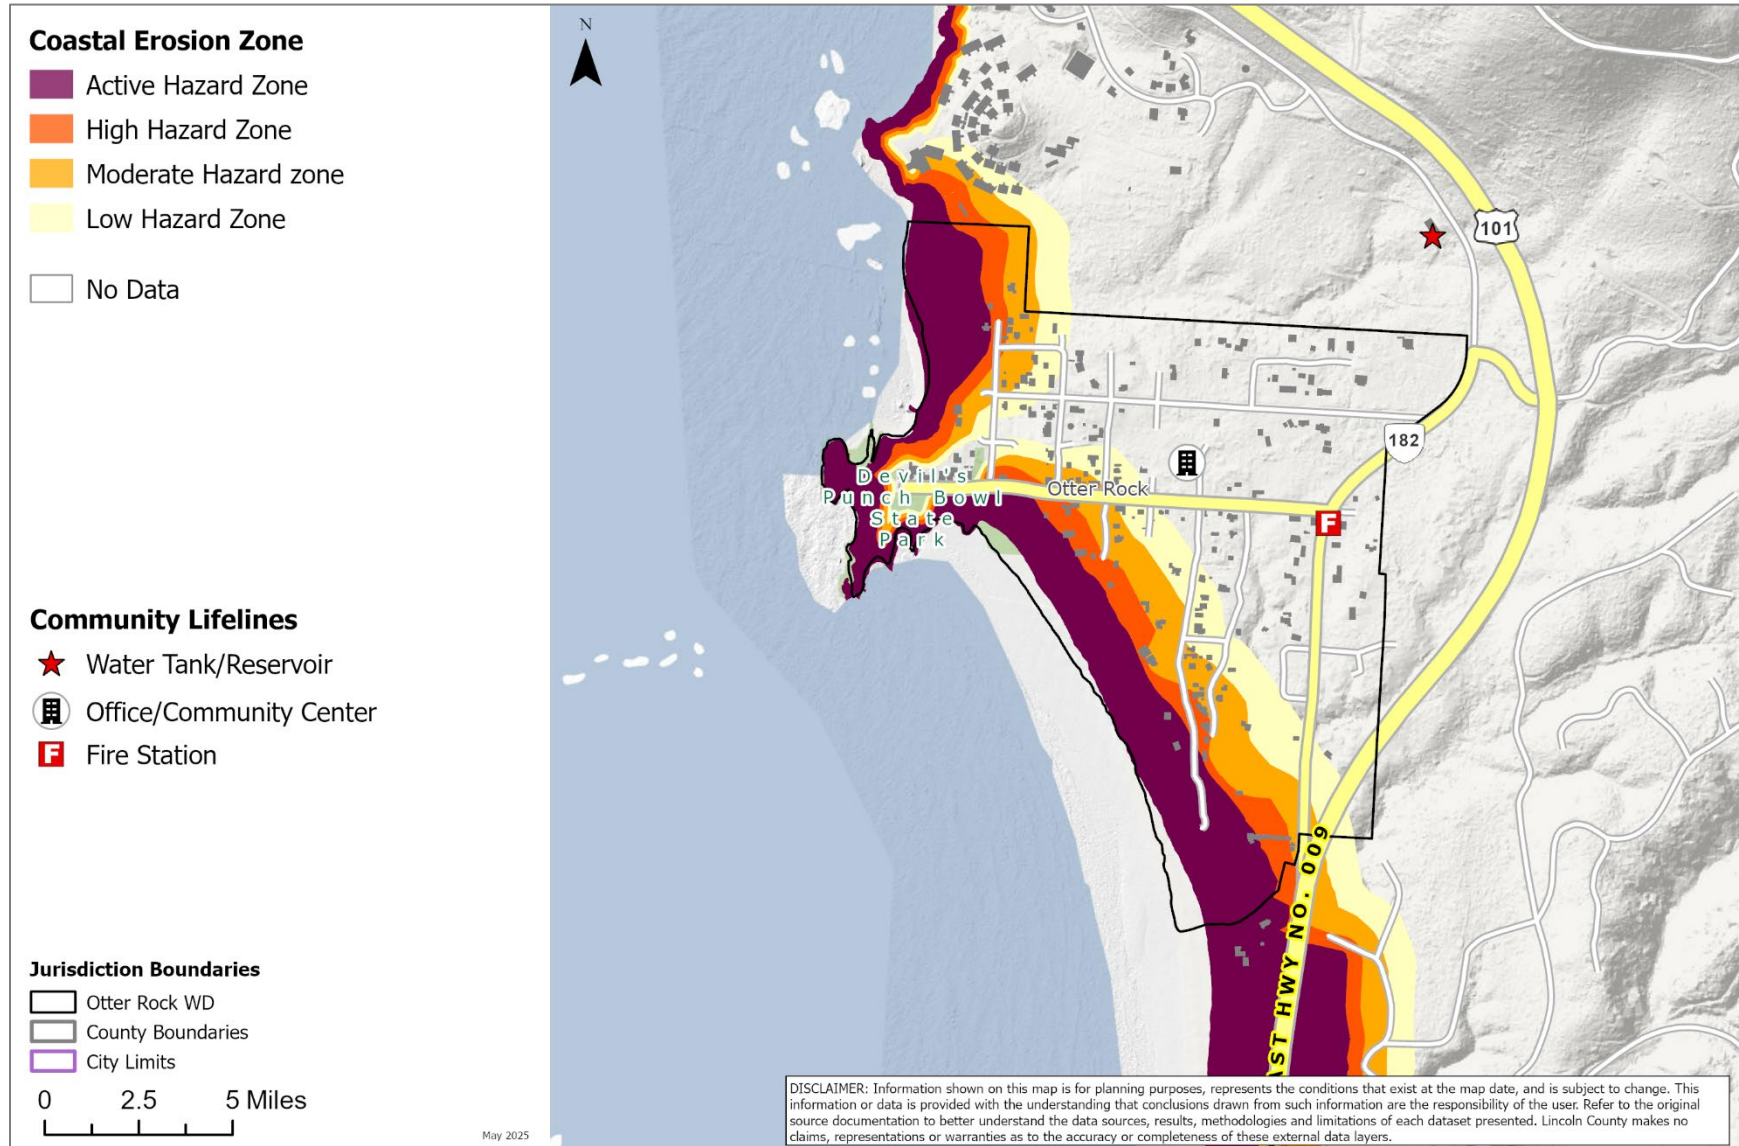 Coastal Erosion Zone
Active Hazard Zone
High Hazard Zone
Moderate Hazard zone
Low Hazard Zone
No Data
Community Lifelines
Water Tank/Reservoir
Office/Community Center
F
Fire Station
Jurisdiction Boundaries
Otter Rock WD
County Boundaries
City Limits
0 2.5 5 Miles
May 2025
N
101
182
Devil's
Punch Bowl
State
Park
Otter Rock
F
AST HWY NO. 009
DISCLAIMER: Information shown on this map is for planning purposes, represents the conditions that exist at the map date, and is subject to change. This
information or data is provided with the understanding that conclusions drawn from such information are the responsibility of the user. Refer to the original
source documentation to better understand the data sources, results, methodologies and limitations of each dataset presented. Lincoln County makes no
claims, representations or warranties as to the accuracy or completeness of these external data layers.